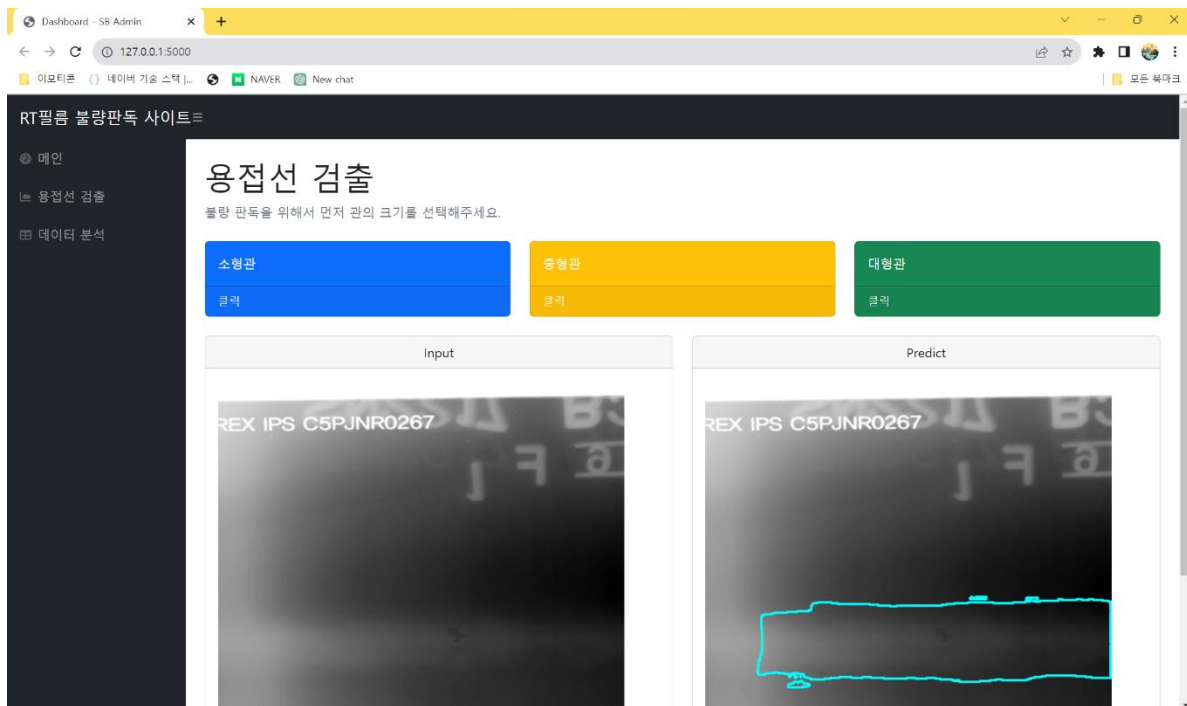 Dashboard - SB Admin
127.0.0.1:5000
이모티콘 네이버 기술 스택 |... NAVER New chat 모든 북마크
RT필름 불량판독 사이트
메인
용접선 검출
데이터 분석
용접선 검출
불량 판독을 위해서 먼저 관의 크기를 선택해주세요.
소형관
클릭
중형관
클릭
대형관
클릭
Input
REX IPS C5PJNR0267
Predict
REX IPS C5PJNR0267